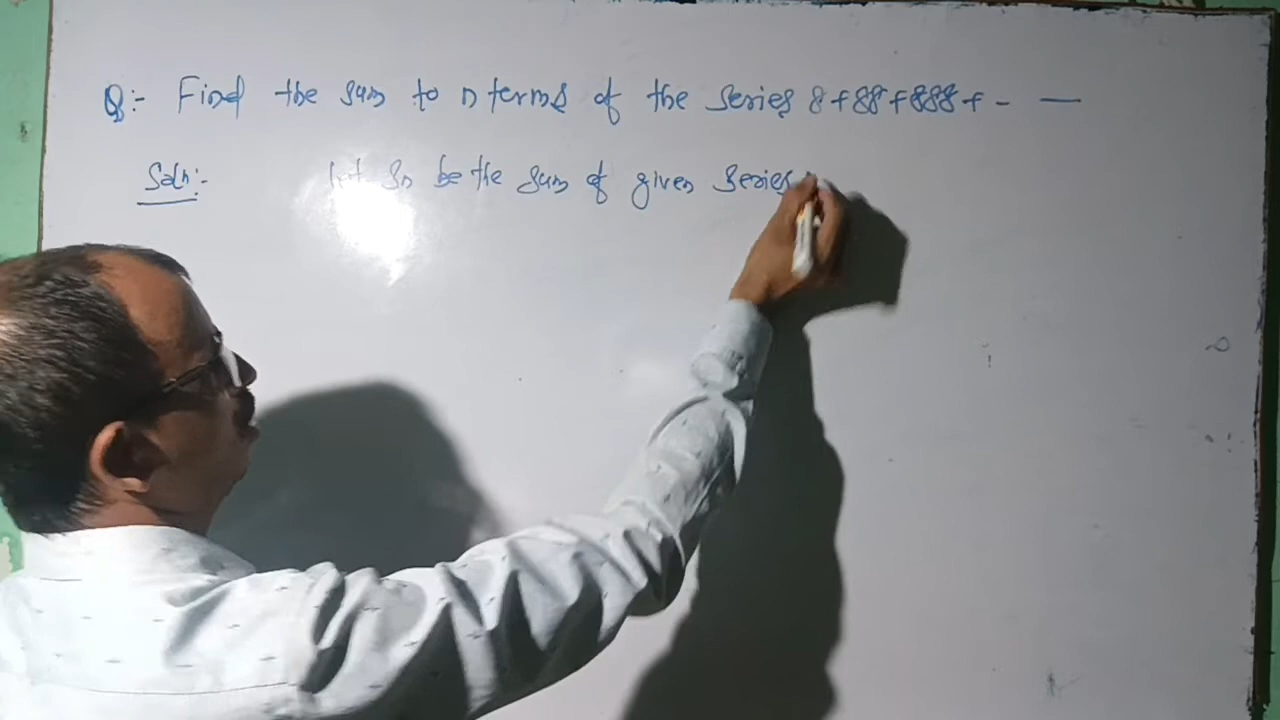 Q:- Find the sum to n terms of the series 8+88+888+- —
Soln:- let Sn be the sum of given series